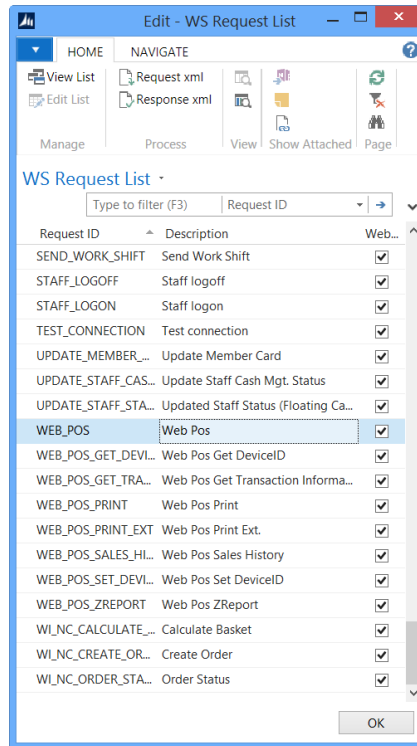 Edit - WS Request List
HOME NAVIGATE
View List Request xml
Edit List Response xml
Manage Process View Show Attached Page
WS Request List
Type to filter (F3) Request ID
Request ID Description Web...
SEND_WORK_SHIFT Send Work Shift
STAFF_LOGOFF Staff logoff
STAFF_LOGON Staff logon
TEST_CONNECTION Test connection
UPDATE_MEMBER_... Update Member Card
UPDATE_STAFF_CAS... Update Staff Cash Mgt. Status
UPDATE_STAFF_STA... Updated Staff Status (Floating Ca...
WEB_POS Web Pos
WEB_POS_GET_DEVI... Web Pos Get DeviceID
WEB_POS_GET_TRA... Web Pos Get Transaction Informa...
WEB_POS_PRINT Web Pos Print
WEB_POS_PRINT_EXT Web Pos Print Ext.
WEB_POS_SALES_HI... Web Pos Sales History
WEB_POS_SET_DEVI... Web Pos Set DeviceID
WEB_POS_ZREPORT Web Pos ZReport
WI_NC_CALCULATE_... Calculate Basket
WI_NC_CREATE_OR... Create Order
WI_NC_ORDER_STA... Order Status
OK